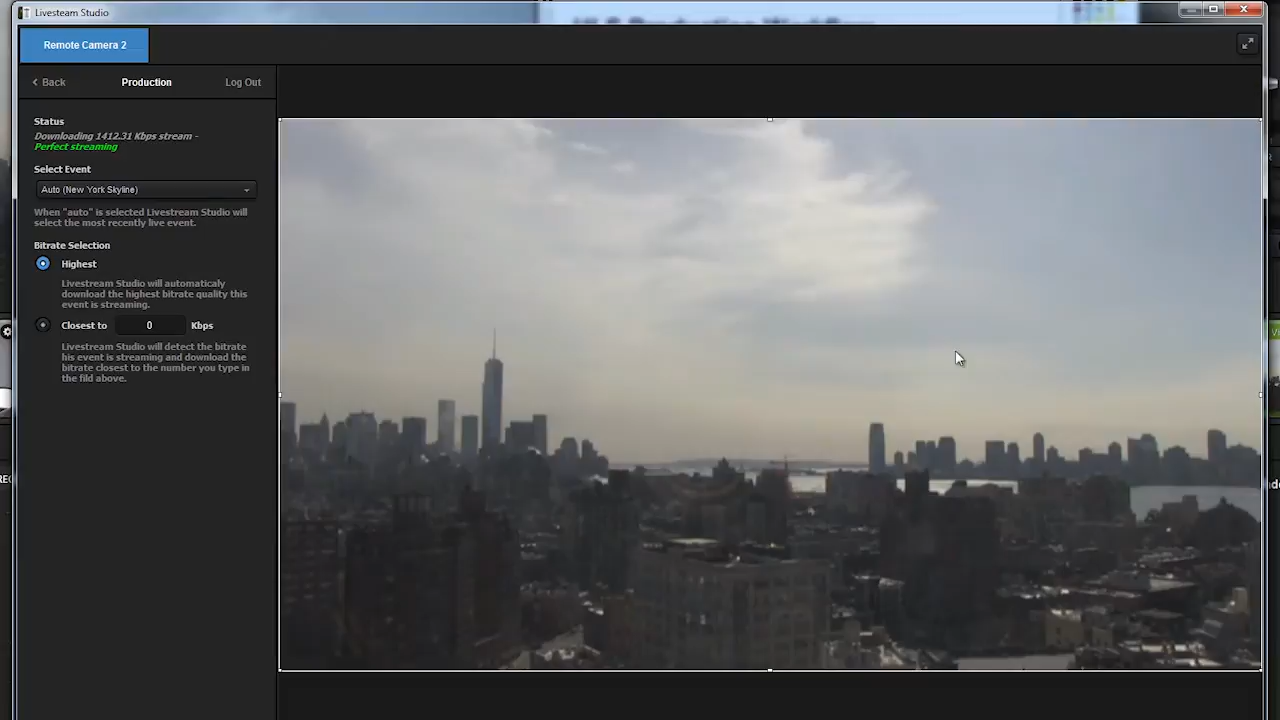 Livesteam Studio
Remote Camera 2
Back
Production
Log Out
Status
Downloading 1412.31 Kbps stream -
Perfect streaming
Select Event
Auto (New York Skyline)
When "auto" is selected Livestream Studio will
select the most recently live event.
Bitrate Selection
Highest
Livestream Studio will automaticaly
download the highest bitrate quality this
event is streaming.
Closest to
0
Kbps
Livestream Studio will detect the bitrate
his event is streaming and download the
bitrate closest to the number you type in
the fild above.